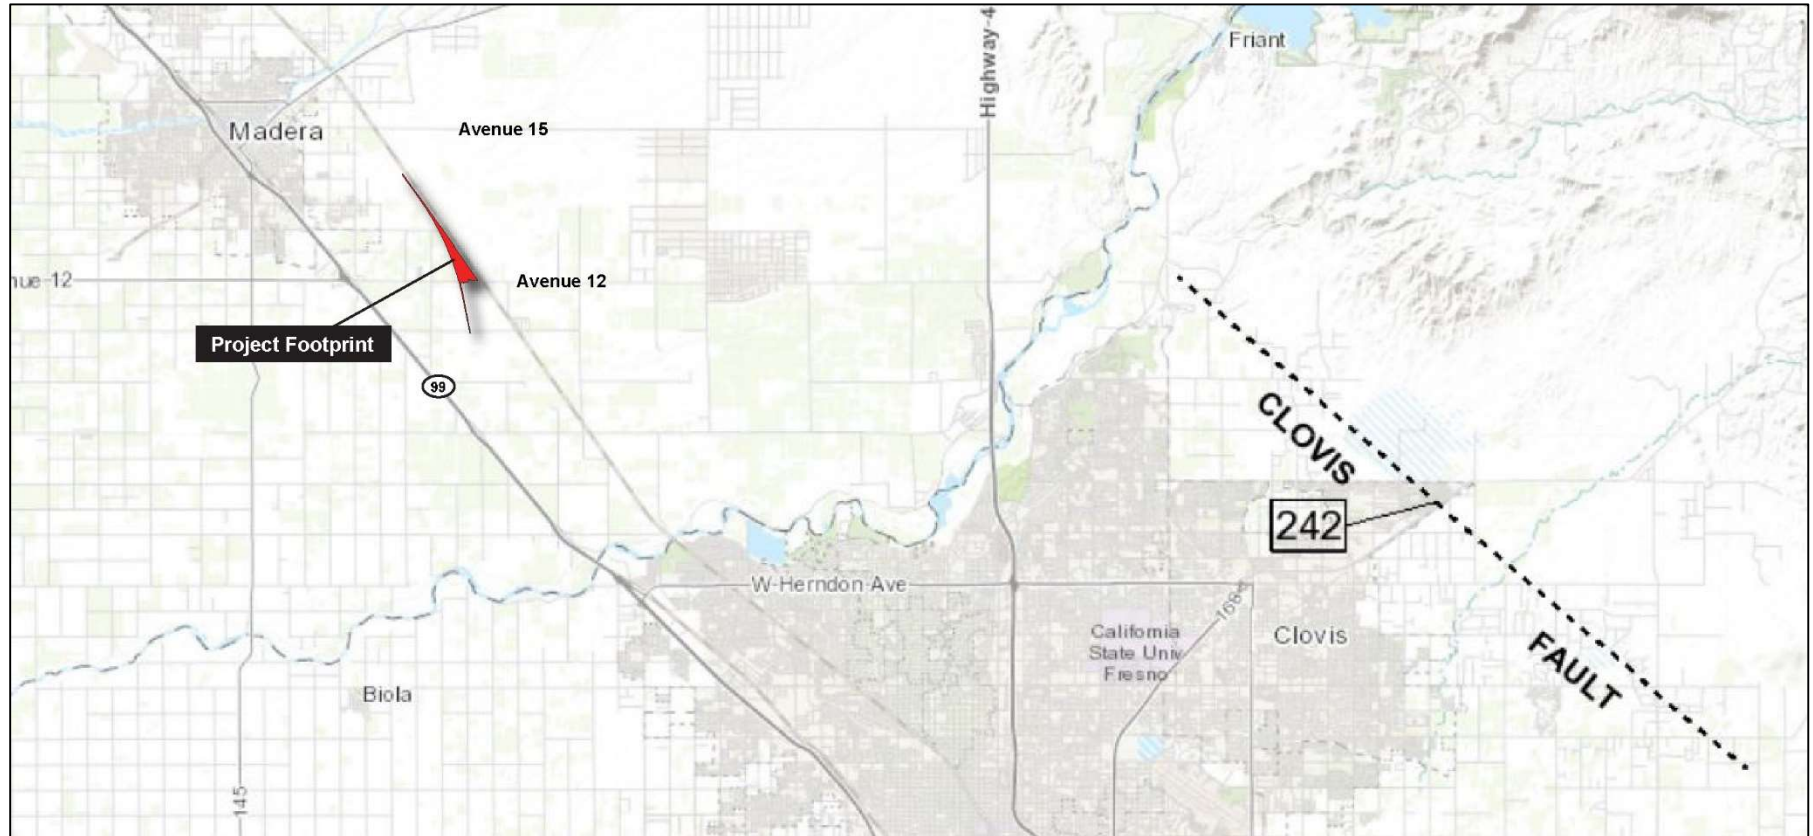 Friant
Highway-4
Madera
Avenue 15
nue 12
Avenue 12
Project Footprint
99
CLOVIS
242
W Herndon Ave
168
California
State Univ
Fresno
Clovis
FAULT
Biola
145